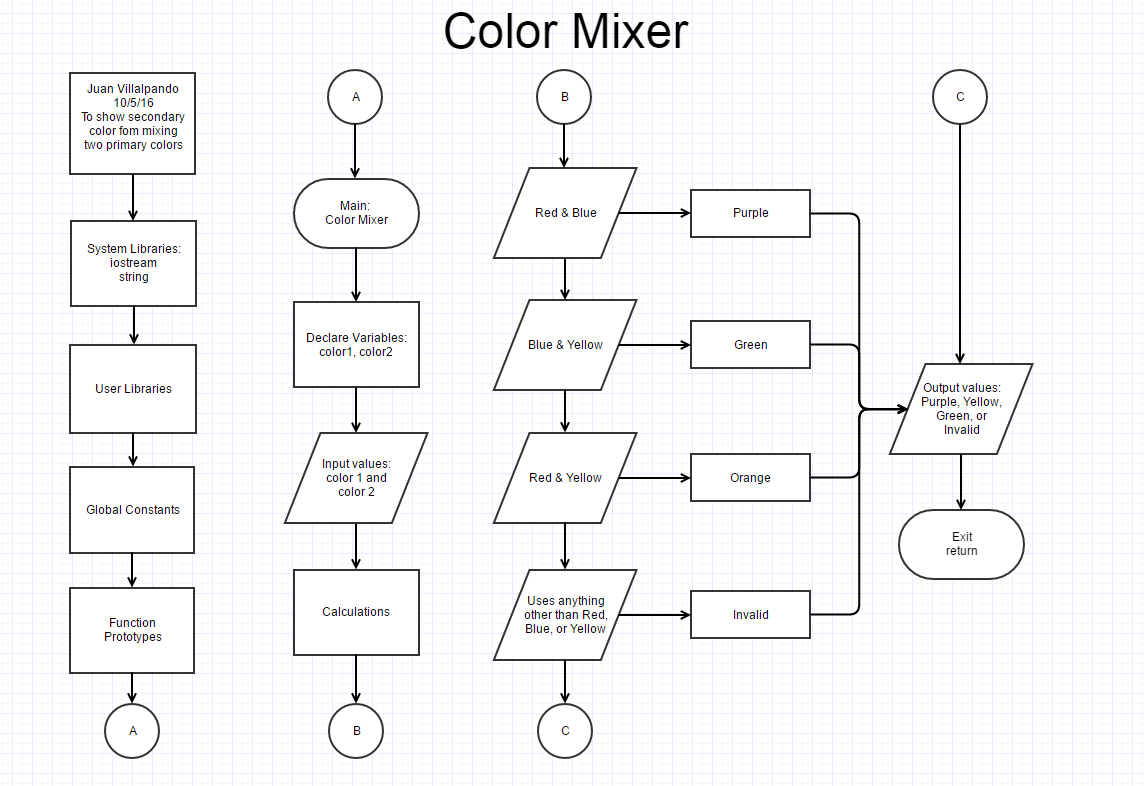 Color Mixer
Juan Villalpando
10/5/16
To show secondary
color fom mixing
two primary colors
System Libraries:
iostream
string
User Libraries
Global Constants
Function
Prototypes
A
A
Main:
Color Mixer
Declare Variables:
color1, color2
Input values:
color 1 and
color 2
Calculations
B
B
Red & Blue
Purple
Blue & Yellow
Green
Red & Yellow
Orange
Uses anything
other than Red,
Blue, or Yellow
Invalid
C
C
Output values:
Purple, Yellow,
Green, or
Invalid
Exit
return